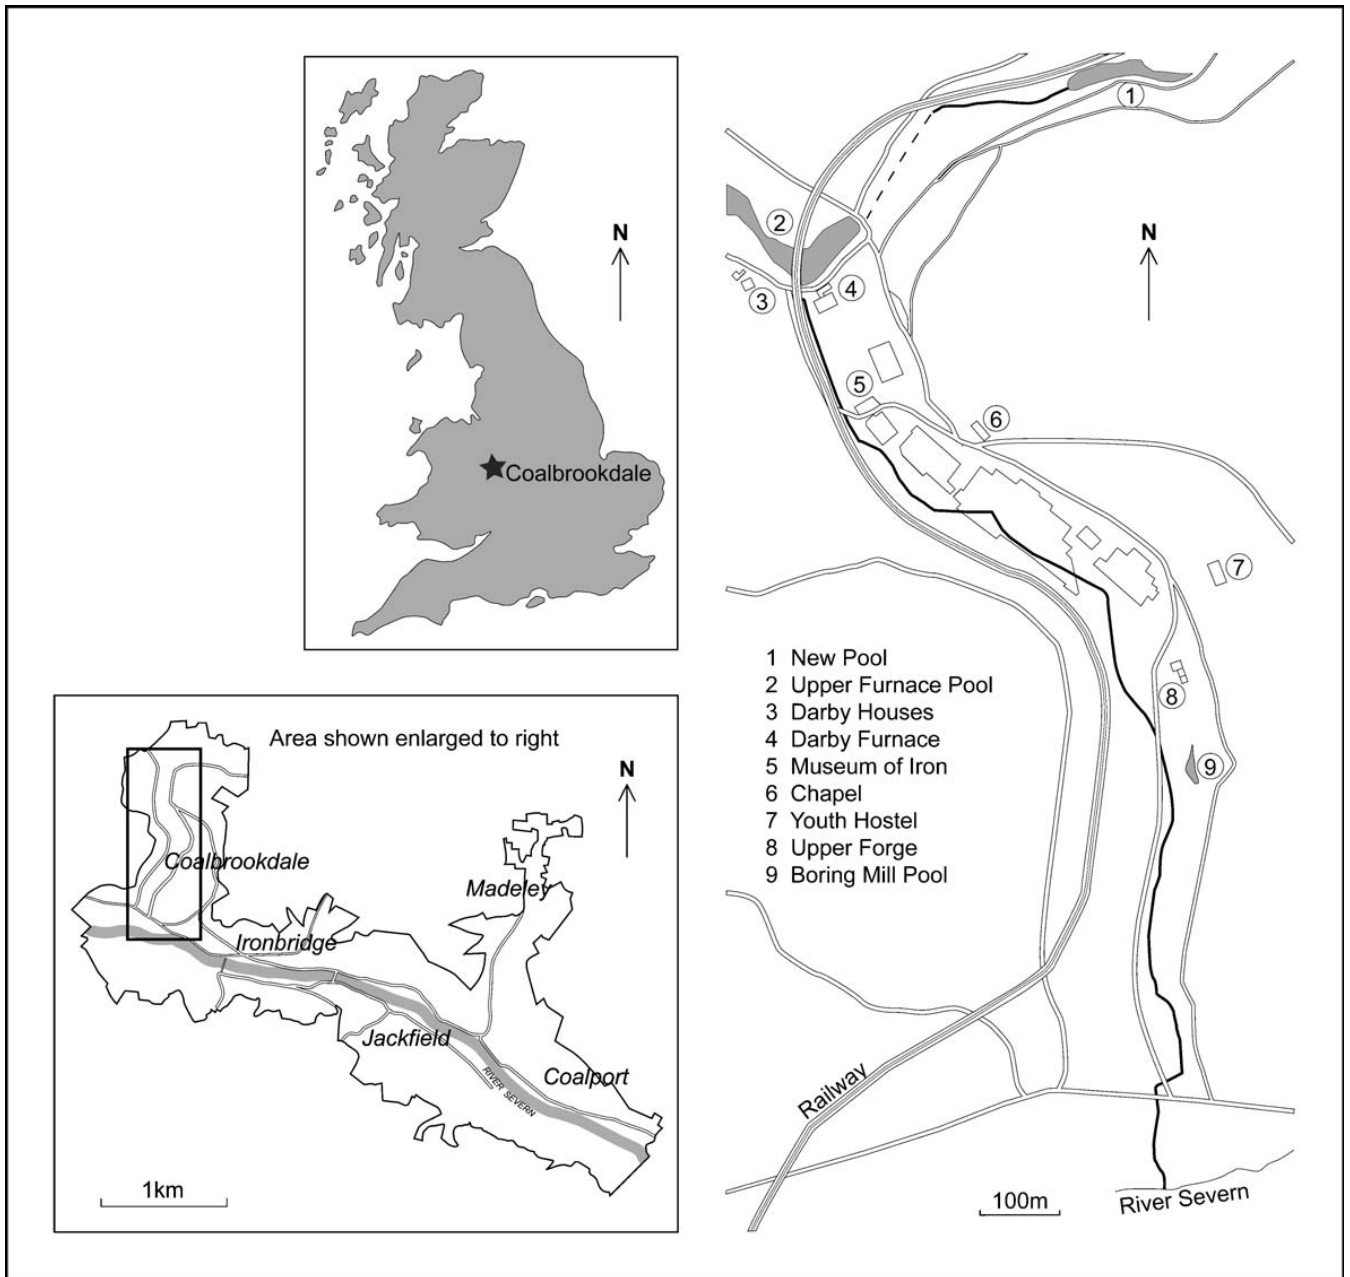 N
Coalbrookdale
Area shown enlarged to right
N
Coalbrookdale
Madeley
Ironbridge
Jackfield
Coalport
RIVER SEVERN
1km
1
2
N
3
4
5
6
7
1 New Pool
2 Upper Furnace Pool
3 Darby Houses
4 Darby Furnace
5 Museum of Iron
6 Chapel
7 Youth Hostel
8 Upper Forge
9 Boring Mill Pool
8
9
Railway
100m
River Severn